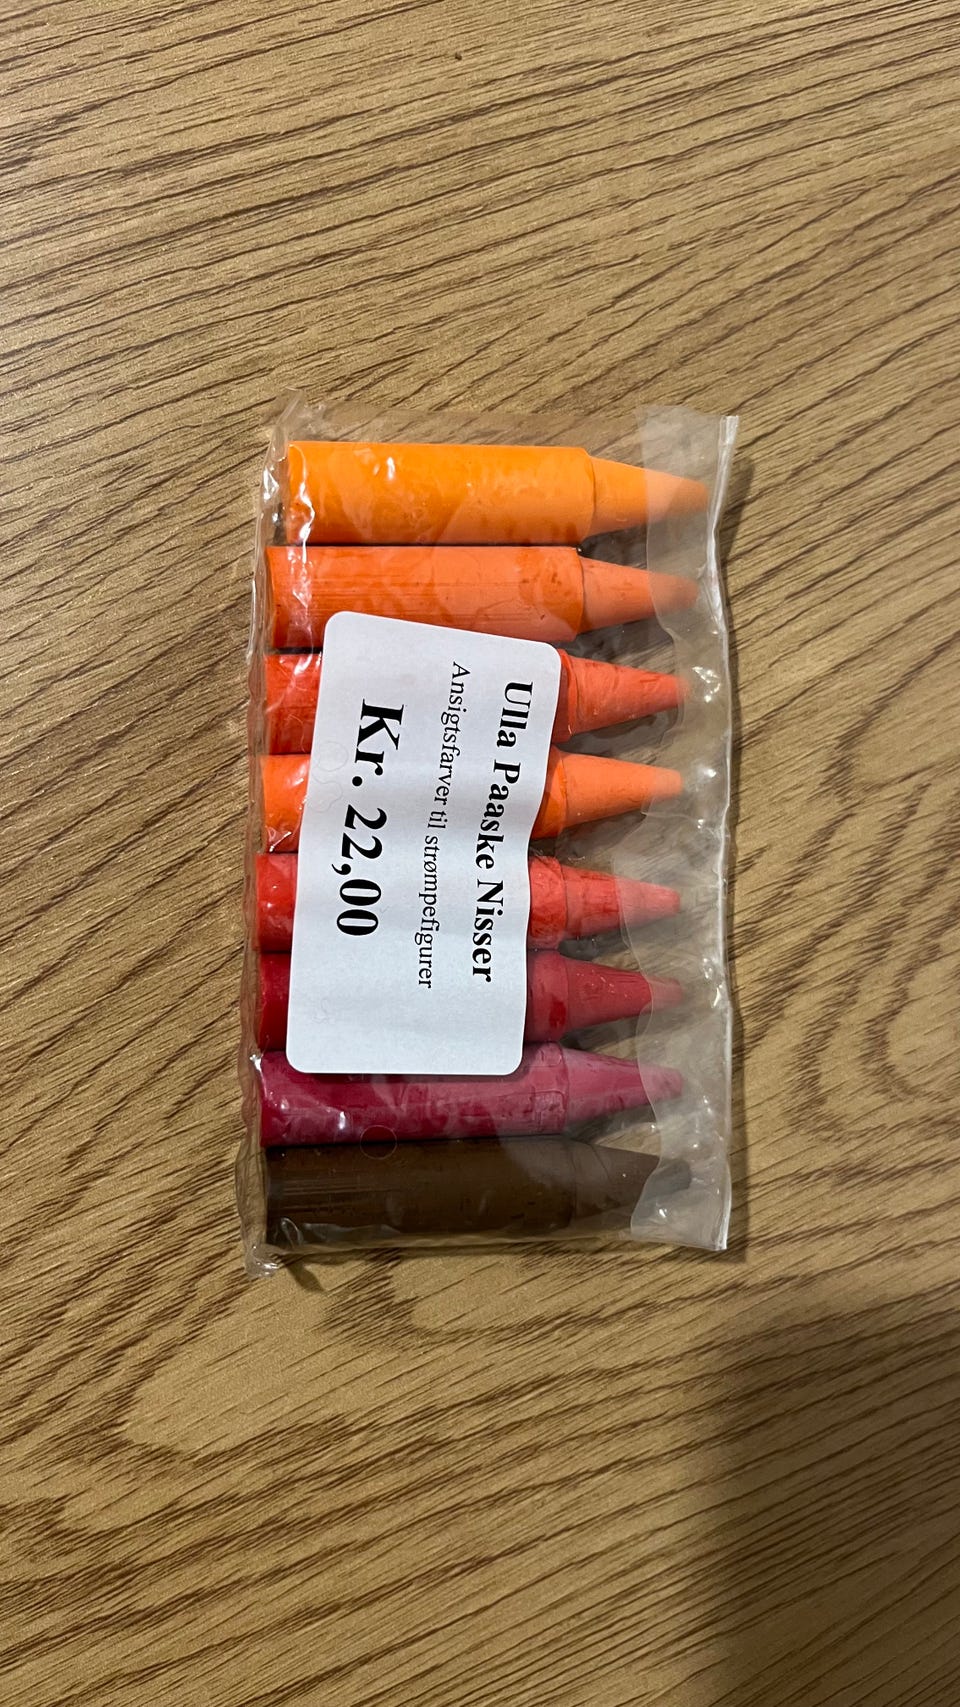 Ulla Paaske Nisser
Ansigtsfarver til strømpefigurer
Kr. 22,00